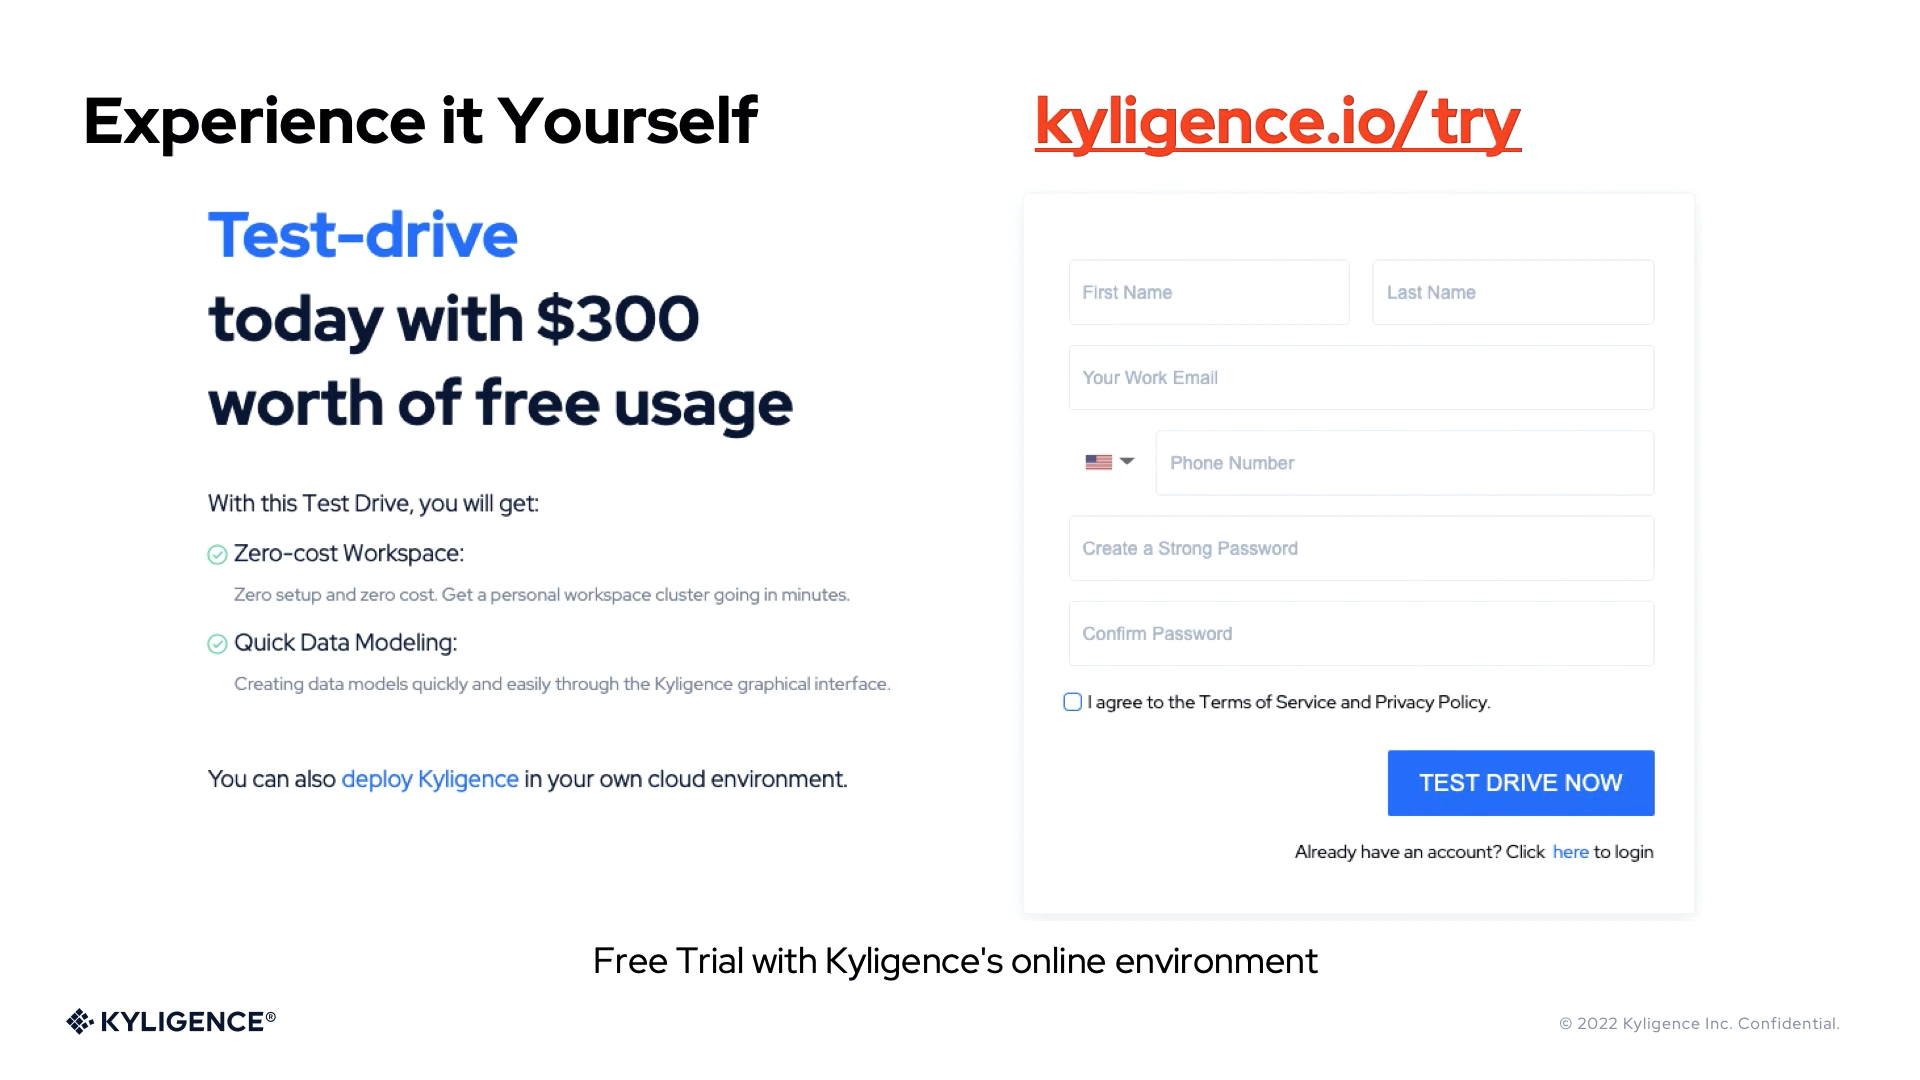 Experience it Yourself
kyligence.io/try
Test-drive
today with $300
worth of free usage
With this Test Drive, you will get:
Zero-cost Workspace:
Zero setup and zero cost. Get a personal workspace cluster going in minutes.
Quick Data Modeling:
Creating data models quickly and easily through the Kyligence graphical interface.
You can also deploy Kyligence in your own cloud environment.
First Name
Last Name
Your Work Email
Phone Number
Create a Strong Password
Confirm Password
I agree to the Terms of Service and Privacy Policy.
TEST DRIVE NOW
Already have an account? Click here to login
Free Trial with Kyligence's online environment
KYLIGENCE®
© 2022 Kyligence Inc. Confidential.